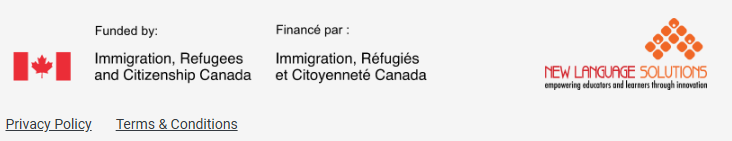 Funded by:
Immigration, Refugees
and Citizenship Canada
Financé par :
Immigration, Réfugiés
et Citoyenneté Canada
NEW LANGUAGE SOLUTIONS
empowering educators and learners through innovation
Privacy Policy
Terms & Conditions